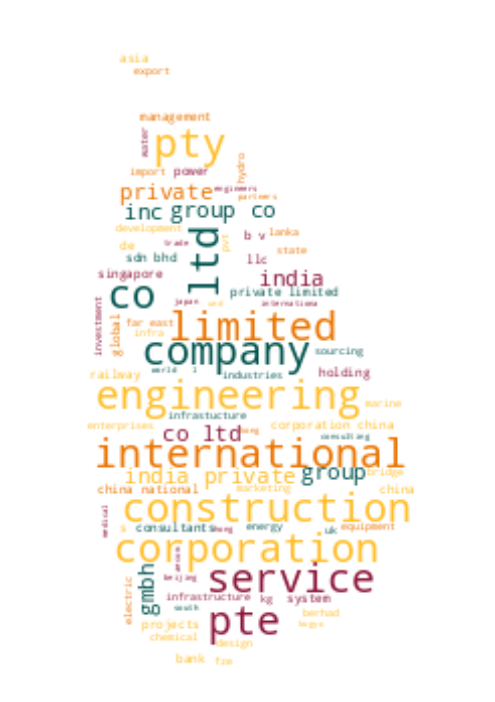 asia
export
management
water
pty
import power
hydro
engineers
private
partners
inc group co
development
ltd
b v lanka
de
trade
pvt
state
sdn bhd
llc
singapore
india
co
private limited
japan
internationa
investment
global
far east
limited
infra
company
sourcing
world
railway
industries
holding
engineering
marine
infrastucture
enterprises
corporation china
co ltd
consulting
international
india private
group
bridge
china national
marketing
china
construction
medical
s
consultants
hong
energy
uk
equipment
corporation
beijing
service
electric
gmbh
infrastructure
kg
system
south
pte
berhad
projects
tokyo
chemical
design
bank
fze